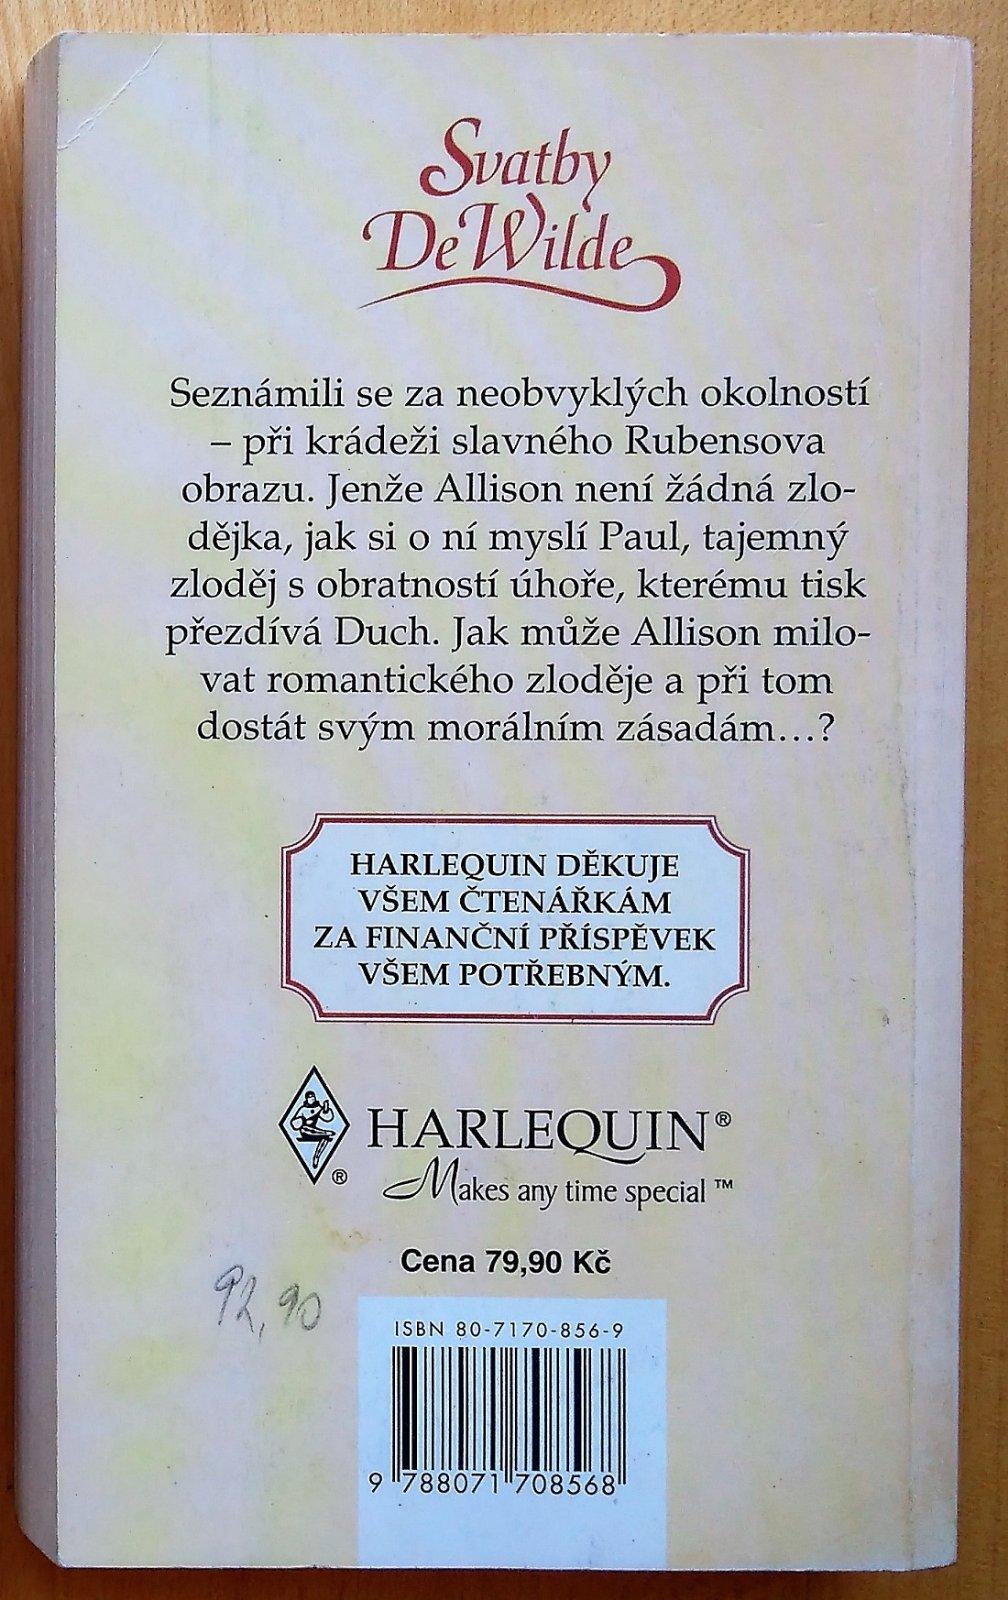 Svatby
DeWilde
Seznámili se za neobvyklých okolností
– při krádeži slavného Rubensova
obrazu. Jenže Allison není žádná zlo-
dějka, jak si o ní myslí Paul, tajemný
zloděj s obratností úhoře, kterému tisk
přezdívá Duch. Jak může Allison milo-
vat romantického zloděje a při tom
dostát svým morálním zásadám...?
HARLEQUIN DĚKUJE
VŠEM ČTENÁŘKÁM
ZA FINANČNÍ PŘÍSPĚVEK
VŠEM POTŘEBNÝM.
® HARLEQUIN®
Makes any time special™
Cena 79,90 Kč
92,90
ISBN 80-7170-856-9
9 788071 708568